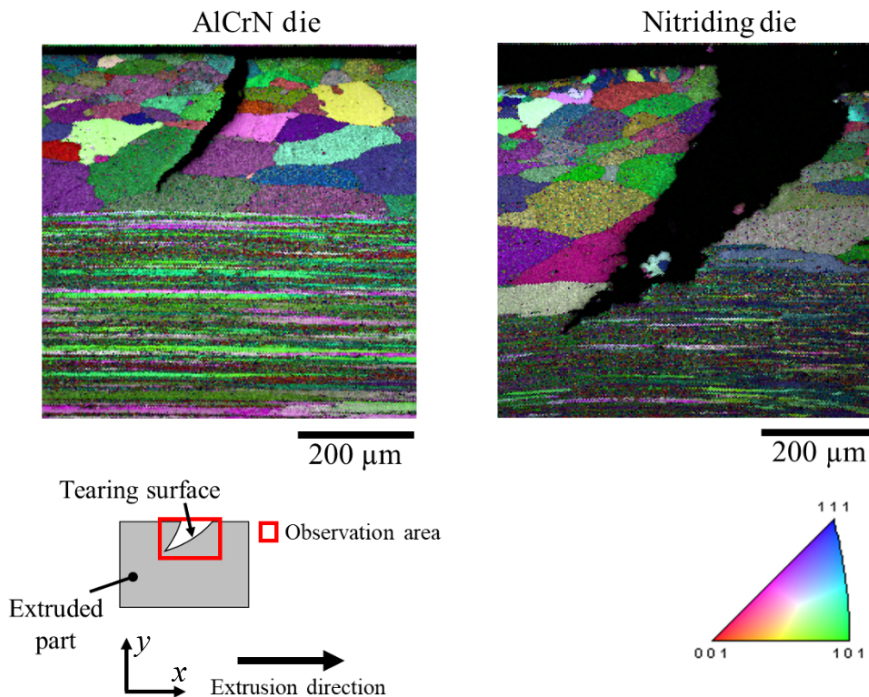 AlCrN die
Nitriding die
200 µm
200 µm
Tearing surface
Observation area
Extruded
part
y
x
Extrusion direction
111
001
101